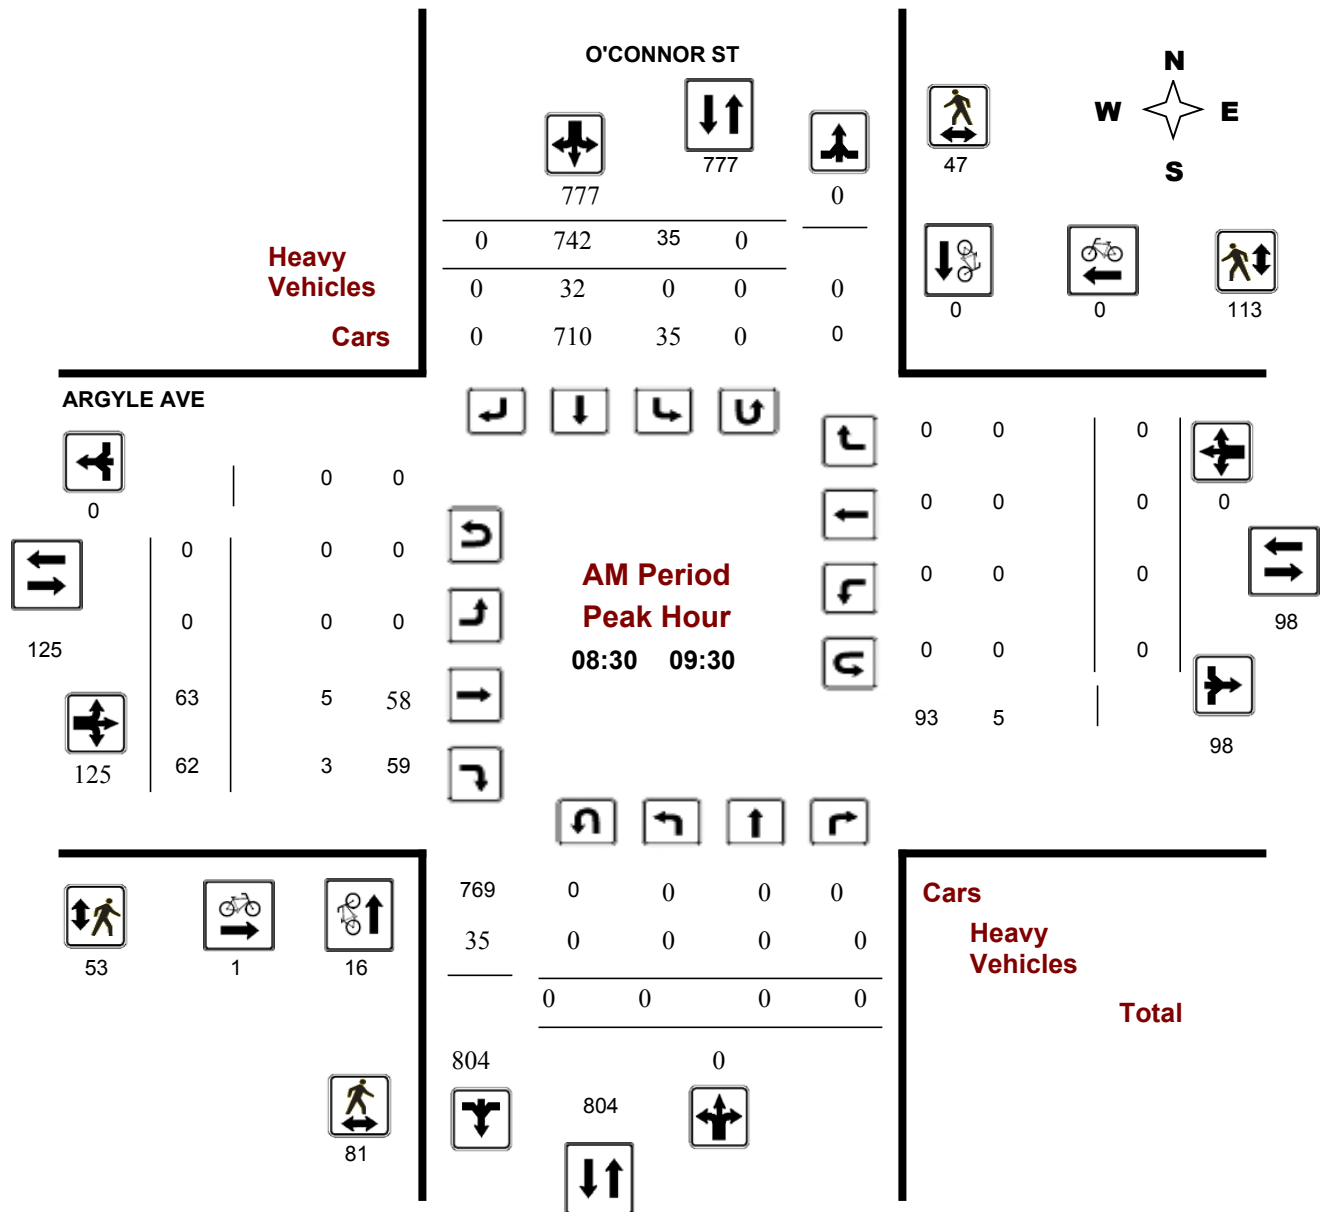 O'CONNOR ST
N
W E
S
777
47
777 0
0 742 35 0
Heavy
Vehicles
0 32 0 0 0
0 0 113
Cars 0 710 35 0 0
ARGYLE AVE
0 0 0
0 0
0
0 0 0 0
0 0 0
AM Period
0 0 0
Peak Hour
0 0 0
98
125
08:30 09:30
0 0 0
63 5 58
93 5
98
125 62 3 59
769 0 0 0 0
Cars
35 0 0 0 0
Heavy
Vehicles
53 1 16
0 0 0 0
Total
804 0
804
81